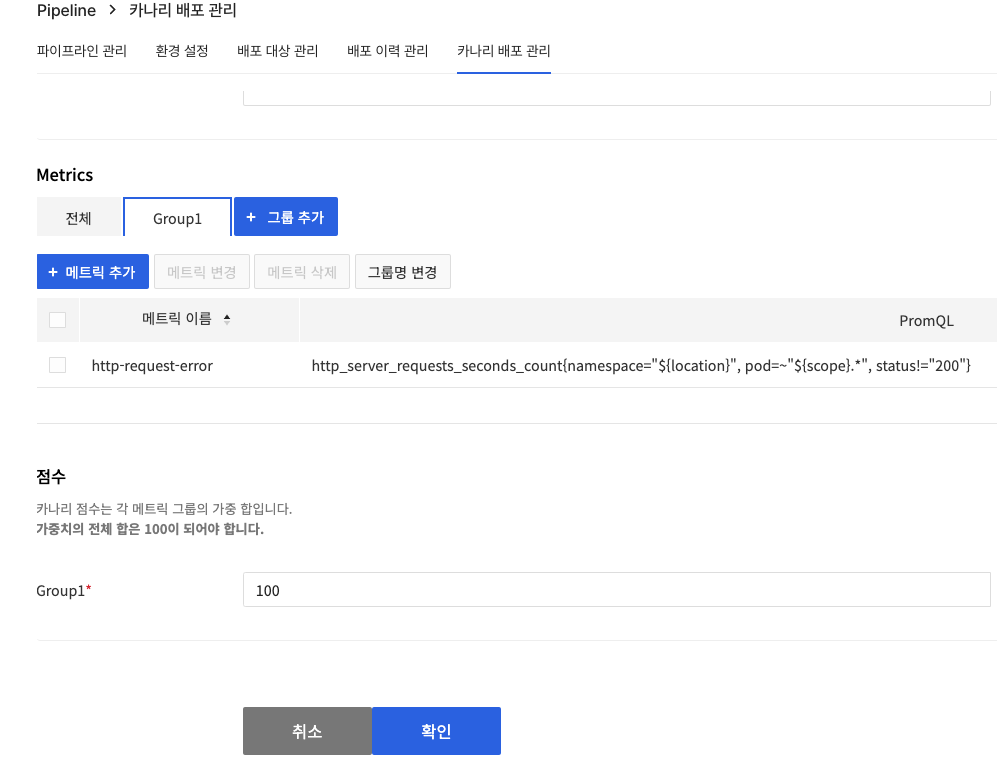 Pipeline > 카나리 배포 관리
파이프라인 관리 환경 설정 배포 대상 관리 배포 이력 관리 카나리 배포 관리
Metrics
전체 Group1 + 그룹 추가
+ 메트릭 추가 메트릭 변경 메트릭 삭제 그룹명 변경
메트릭 이름 PromQL
http-request-error http_server_requests_seconds_count{namespace="${location}", pod=~"${scope}.*", status!="200"}
점수
카나리 점수는 각 메트릭 그룹의 가중 합입니다.
가중치의 전체 합은 100이 되어야 합니다.
Group1* 100
취소 확인